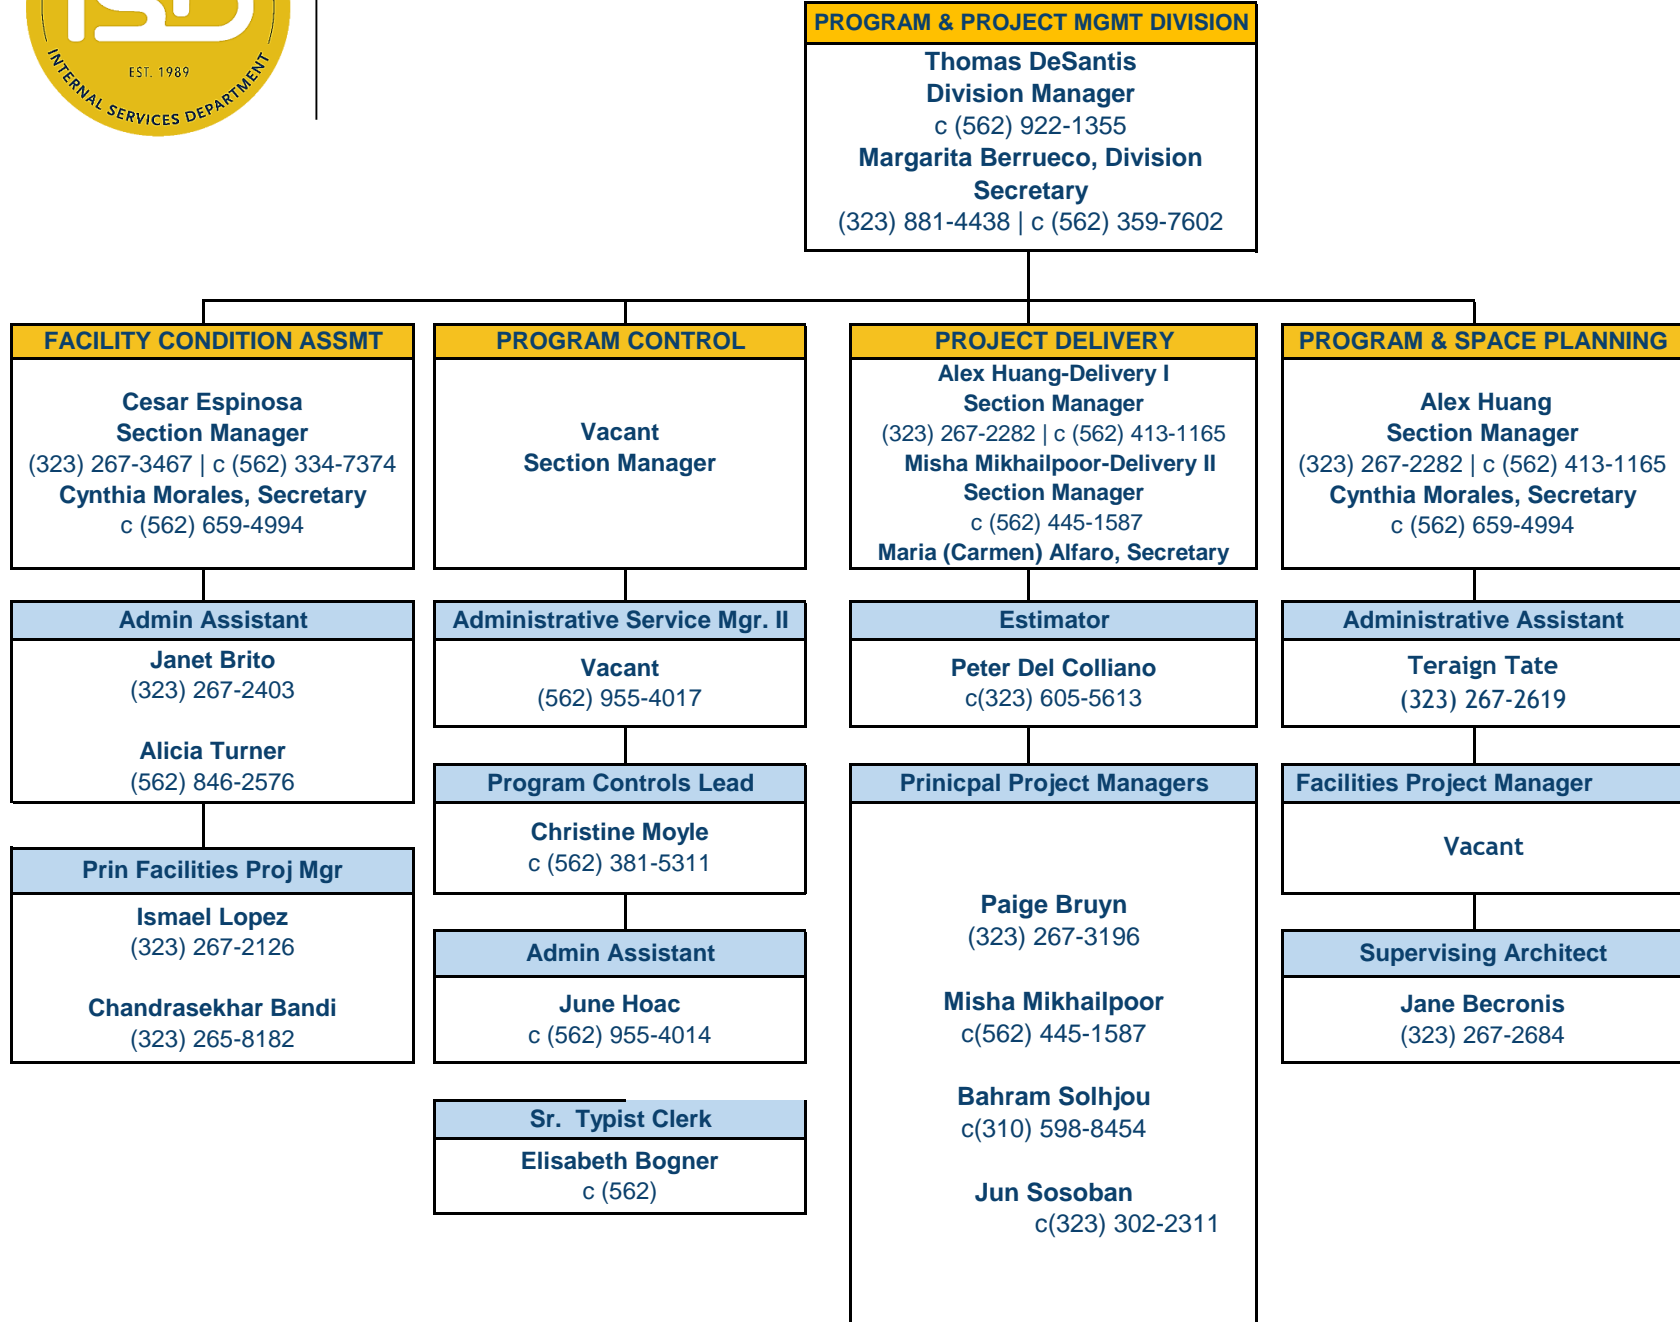 ISD
EST. 1989
INTERNAL SERVICES DEPARTMENT
PROGRAM & PROJECT MGMT DIVISION
Thomas DeSantis
Division Manager
c (562) 922-1355
Margarita Berrueco, Division
Secretary
(323) 881-4438 | c (562) 359-7602
FACILITY CONDITION ASSMT
Cesar Espinosa
Section Manager
(323) 267-3467 | c (562) 334-7374
Cynthia Morales, Secretary
c (562) 659-4994
Admin Assistant
Janet Brito
(323) 267-2403
Alicia Turner
(562) 846-2576
Prin Facilities Proj Mgr
Ismael Lopez
(323) 267-2126
Chandrasekhar Bandi
(323) 265-8182
PROGRAM CONTROL
Vacant
Section Manager
Administrative Service Mgr. II
Vacant
(562) 955-4017
Program Controls Lead
Christine Moyle
c (562) 381-5311
Admin Assistant
June Hoac
c (562) 955-4014
Sr.  Typist Clerk
Elisabeth Bogner
c (562)
PROJECT DELIVERY
Alex Huang-Delivery I
Section Manager
(323) 267-2282 | c (562) 413-1165
Misha Mikhailpoor-Delivery II
Section Manager
c (562) 445-1587
Maria (Carmen) Alfaro, Secretary
Estimator
Peter Del Colliano
c(323) 605-5613
Prinicpal Project Managers
Paige Bruyn
(323) 267-3196
Misha Mikhailpoor
c(562) 445-1587
Bahram Solhjou
c(310) 598-8454
Jun Sosoban
c(323) 302-2311
PROGRAM & SPACE PLANNING
Alex Huang
Section Manager
(323) 267-2282 | c (562) 413-1165
Cynthia Morales, Secretary
c (562) 659-4994
Administrative Assistant
Teraign Tate
(323) 267-2619
Facilities Project Manager
Vacant
Supervising Architect
Jane Becronis
(323) 267-2684